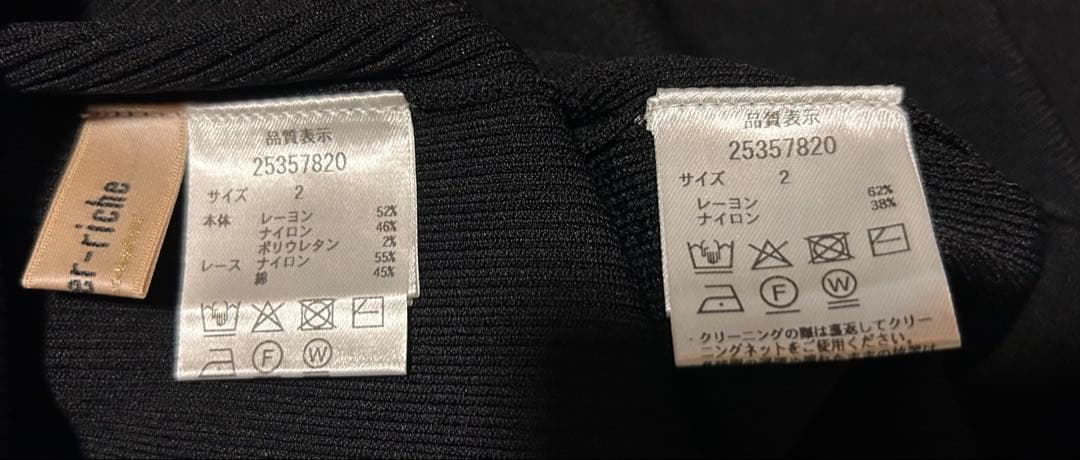 er-riche
品質表示
25357820
サイズ 2
本体 レーヨン 52%
ナイロン 46%
ポリウレタン 2%
レース ナイロン 55%
綿 45%
F W
品質表示
25357820
サイズ 2
レーヨン 62%
ナイロン 38%
F W
クリーニングの際は裏返してクリー
ニングネットをご使用ください。